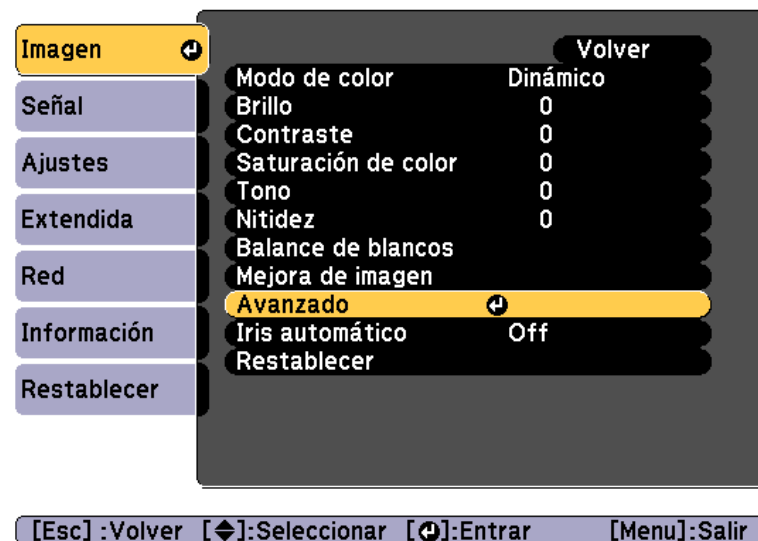 Imagen
Señal
Ajustes
Extendida
Red
Información
Restablecer
Volver
Modo de color Dinámico
Brillo 0
Contraste 0
Saturación de color 0
Tono 0
Nitidez 0
Balance de blancos
Mejora de imagen
Avanzado
Iris automático Off
Restablecer
[Esc] :Volver [◆]:Seleccionar [⏎]:Entrar [Menu]:Salir